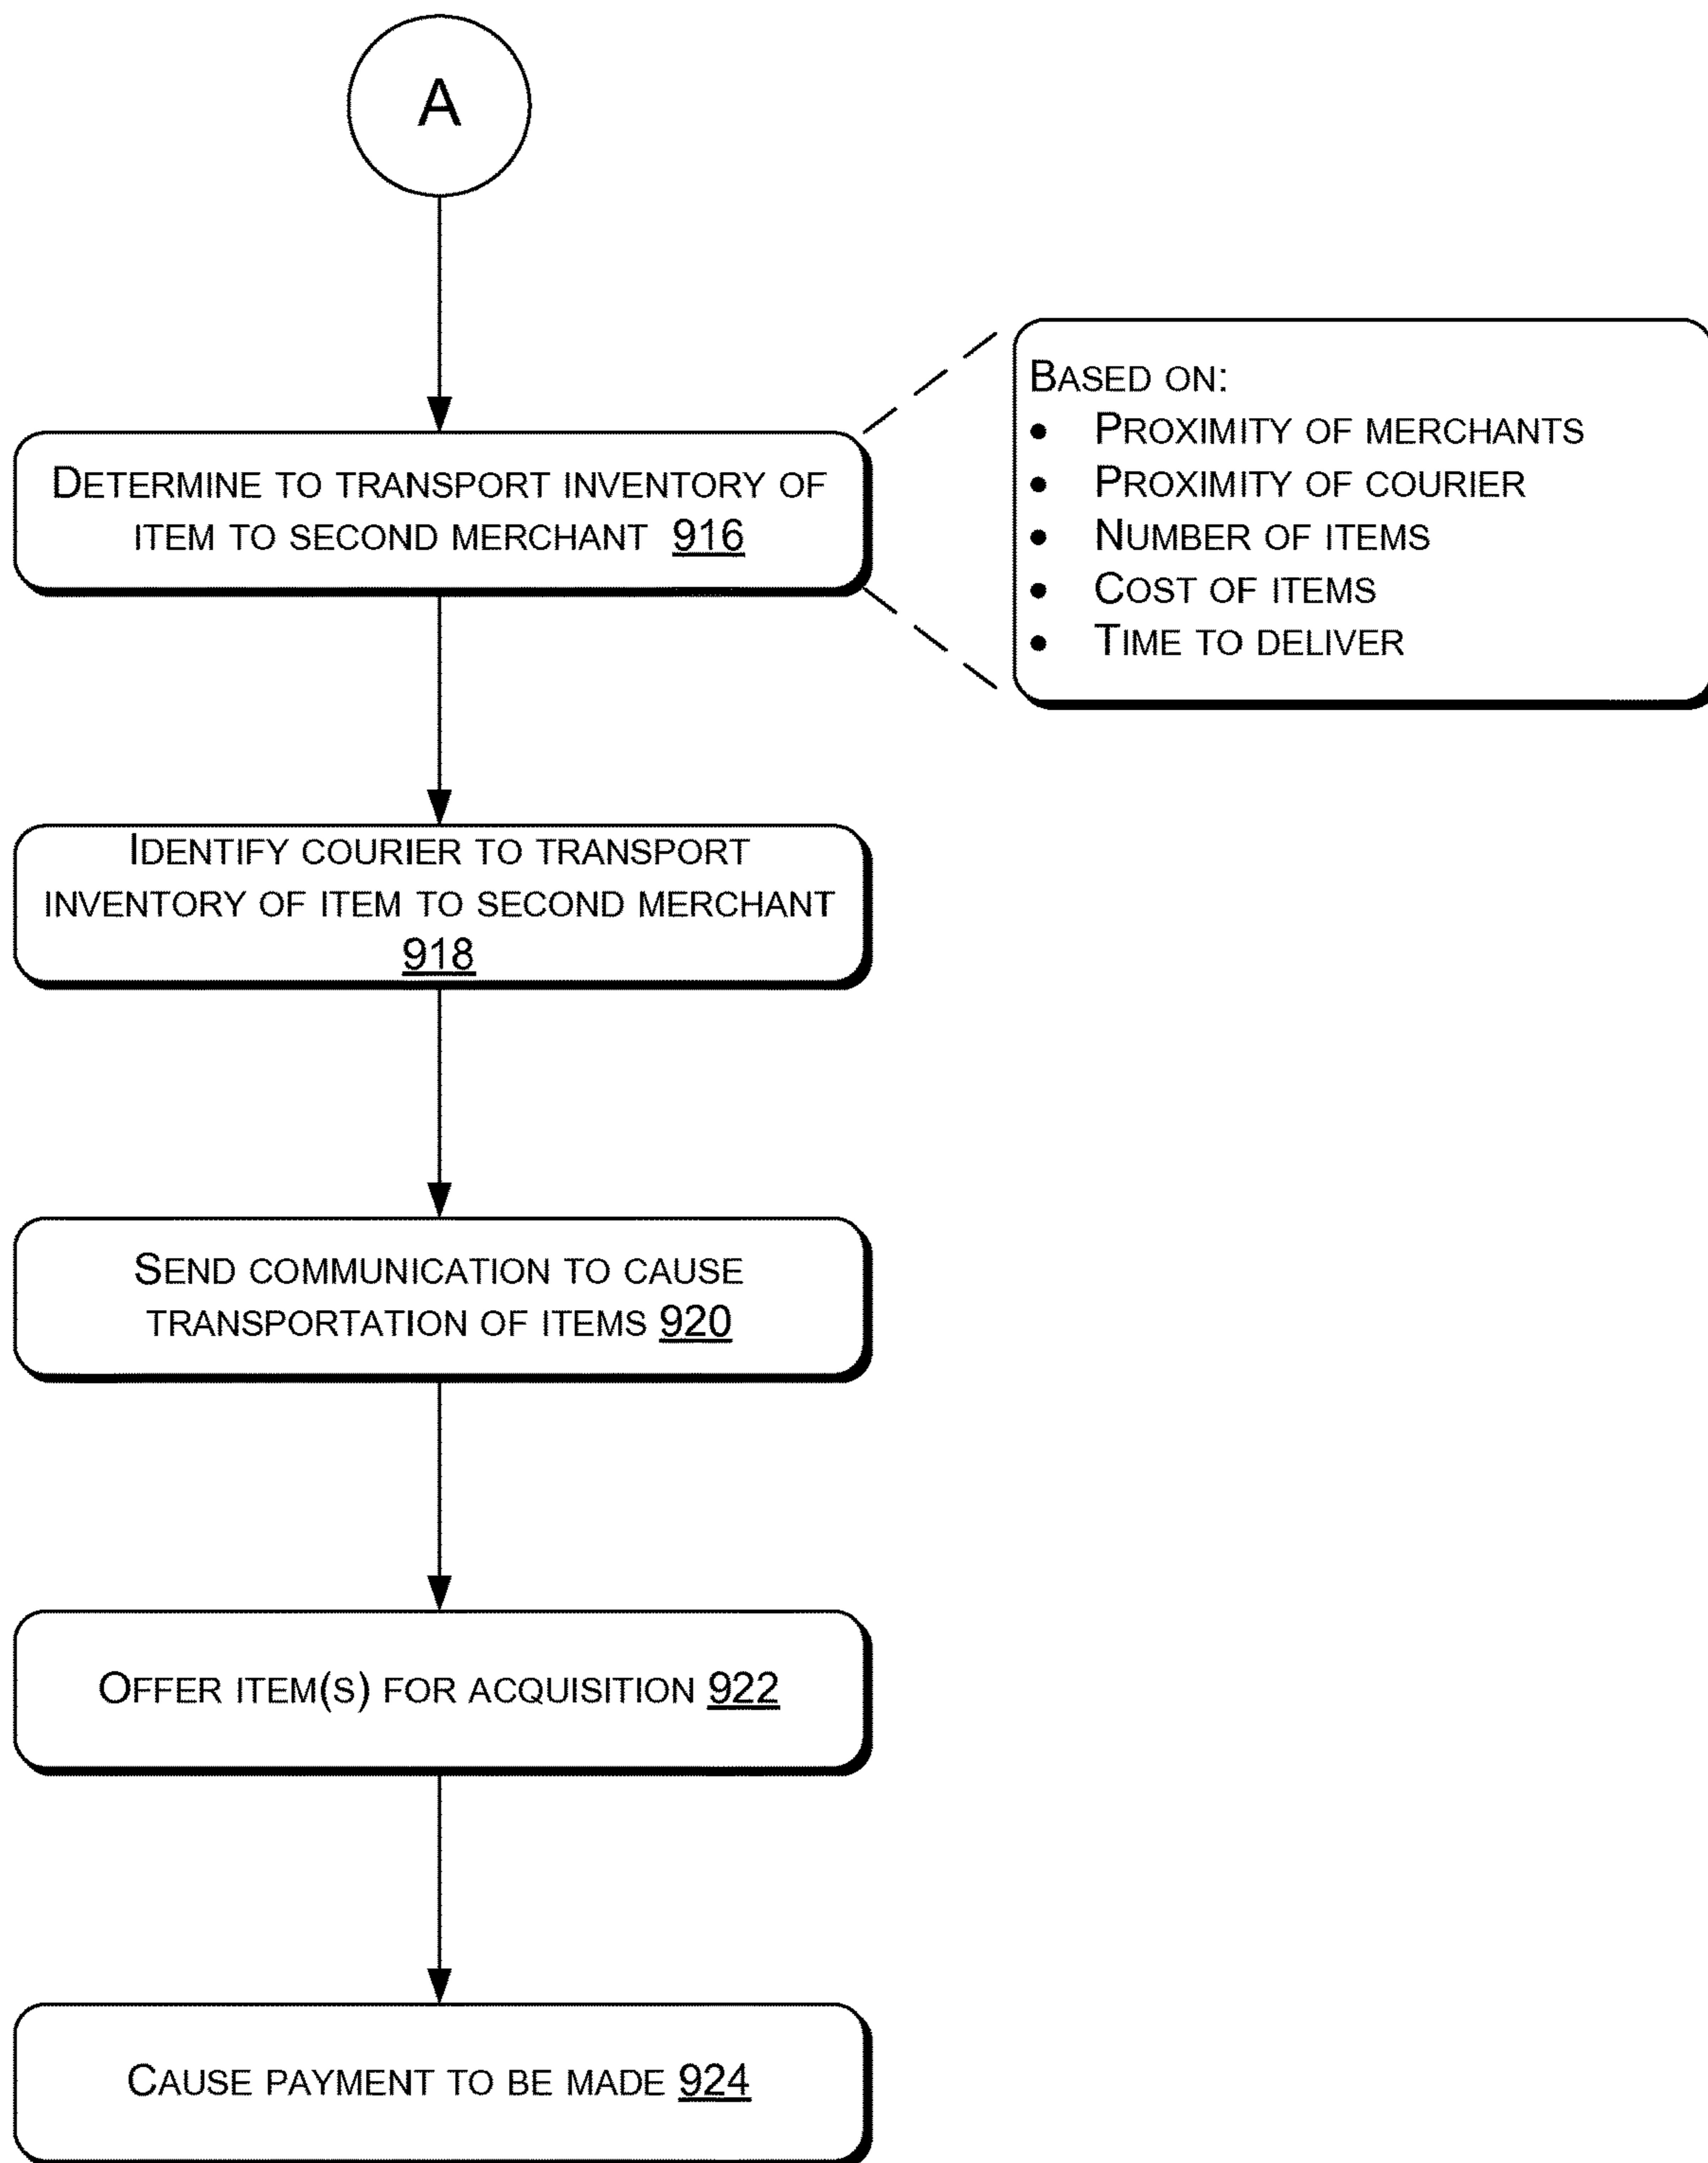 A
DETERMINE TO TRANSPORT INVENTORY OF
ITEM TO SECOND MERCHANT 916
BASED ON:
• PROXIMITY OF MERCHANTS
• PROXIMITY OF COURIER
• NUMBER OF ITEMS
• COST OF ITEMS
• TIME TO DELIVER
IDENTIFY COURIER TO TRANSPORT
INVENTORY OF ITEM TO SECOND MERCHANT
918
SEND COMMUNICATION TO CAUSE
TRANSPORTATION OF ITEMS 920
OFFER ITEM(S) FOR ACQUISITION 922
CAUSE PAYMENT TO BE MADE 924